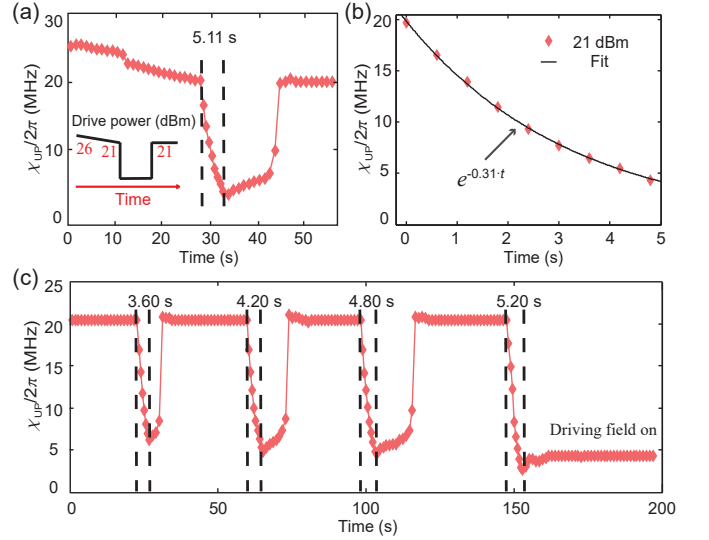 (a)
5.11 s
χUP/2π (MHz)
30
20
10
0
Drive power (dBm)
26
21
21
Time
0
10
20
30
40
50
Time (s)
(b)
χUP/2π (MHz)
20
15
10
5
0
21 dBm
Fit
e-0.31·t
0
1
2
3
4
5
Time (s)
(c)
χUP/2π (MHz)
25
20
15
10
5
0
3.60 s
4.20 s
4.80 s
5.20 s
Driving field on
0
50
100
150
200
Time (s)